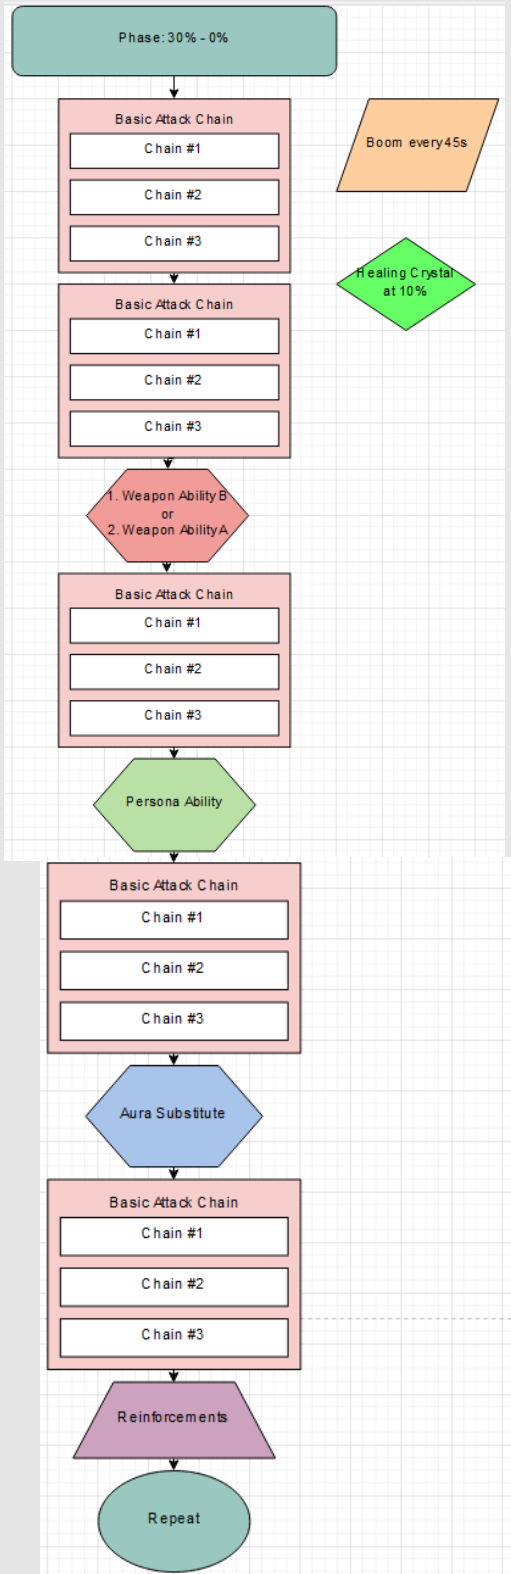 Phase: 30% - 0%
Basic Attack Chain
Chain #1
Chain #2
Chain #3
Boom every 45s
Healing Crystal
at 10%
Basic Attack Chain
Chain #1
Chain #2
Chain #3
1. Weapon Ability B
or
2. Weapon Ability A
Basic Attack Chain
Chain #1
Chain #2
Chain #3
Persona Ability
Basic Attack Chain
Chain #1
Chain #2
Chain #3
Aura Substitute
Basic Attack Chain
Chain #1
Chain #2
Chain #3
Reinforcements
Repeat